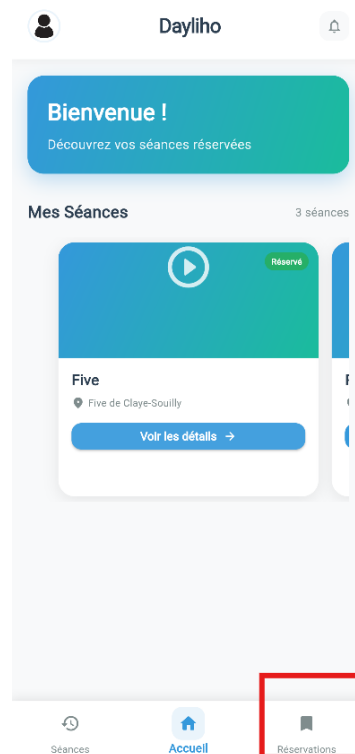 Dayliho
Bienvenue !
Découvrez vos séances réservées
Mes Séances
3 séances
Réservé
Five
Five de Claye-Souilly
Voir les détails →
Séances
Accueil
Réservations